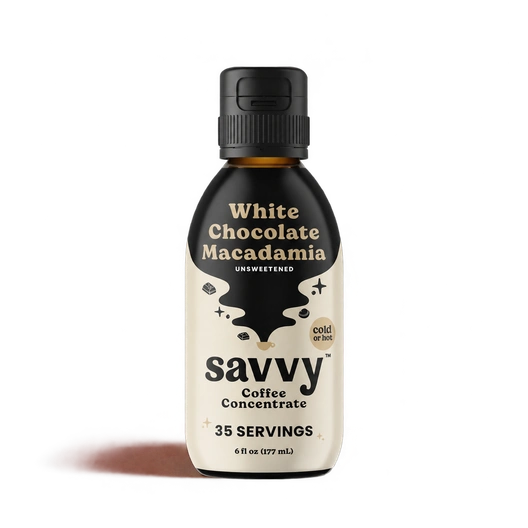 White
Chocolate
Macadamia
UNSWEETENED
cold
or hot
savvy™
Coffee
Concentrate
35 SERVINGS
6 fl oz (177 mL)